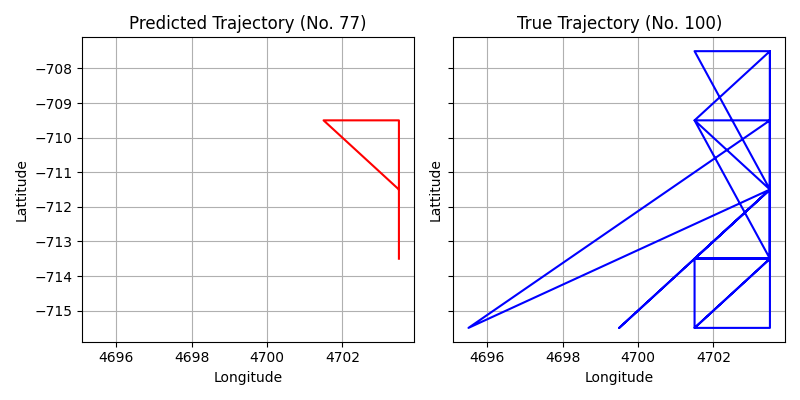 Predicted Trajectory (No. 77)
Lattitude
−708
−709
−710
−711
−712
−713
−714
−715
4696
4698
4700
4702
Longitude
True Trajectory (No. 100)
Lattitude
4696
4698
4700
4702
Longitude